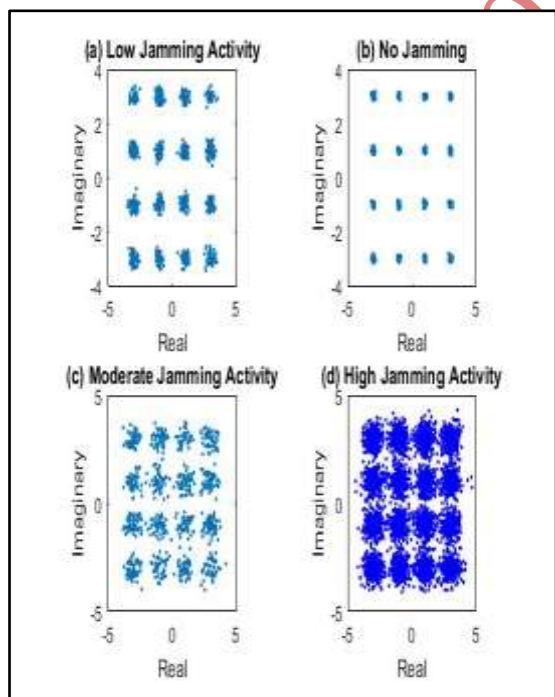 (a) Low Jamming Activity
4
2
0
-2
-4
Imaginary
-5 0 5
Real
(b) No Jamming
4
2
0
-2
-4
Imaginary
-5 0 5
Real
(c) Moderate Jamming Activity
5
0
-5
Imaginary
-5 0 5
Real
(d) High Jamming Activity
5
0
-5
Imaginary
-5 0 5
Real